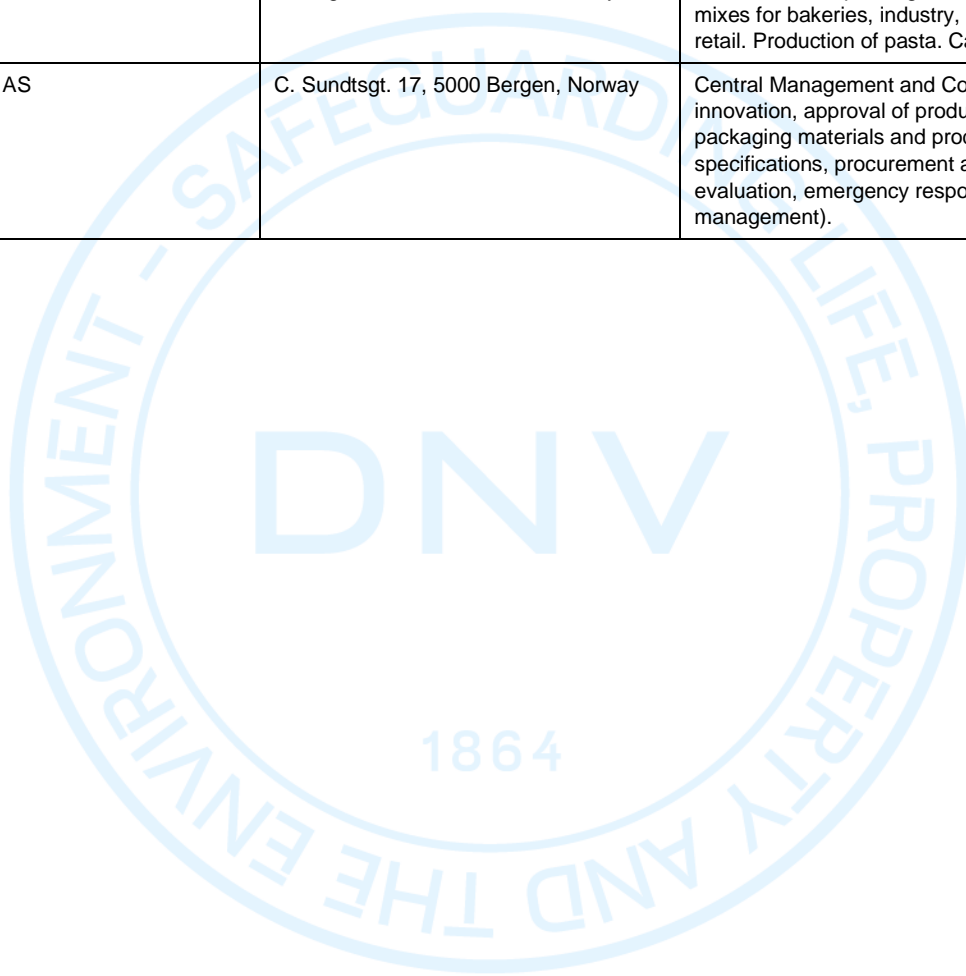 mixes for bakeries, industry,
retail. Production of pasta.
AS
C. Sundtsgt. 17, 5000 Bergen, Norway
Central Management and
innovation, approval of
packaging materials and
specifications, procurement
evaluation, emergency
management).
SAFEGUARDING LIFE, PROPERTY AND THE ENVIRONMENT -
DNV
1864